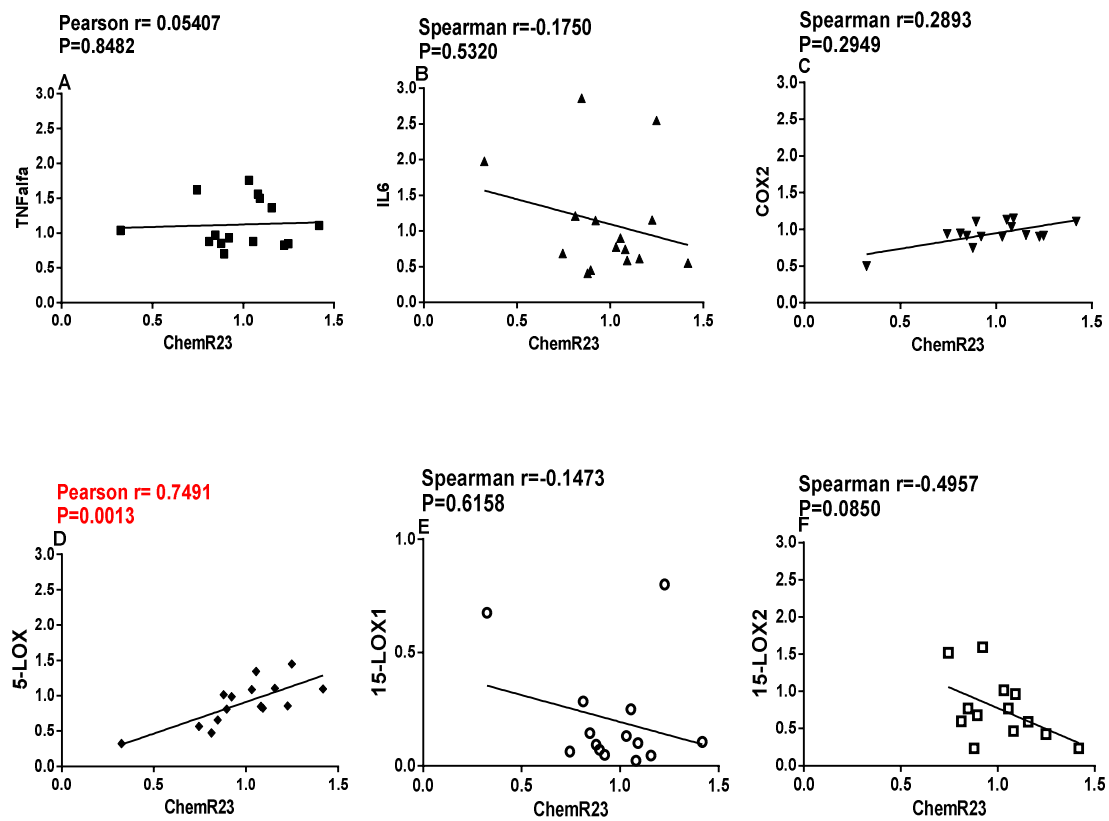 Pearson r= 0.05407
P=0.8482
A
3.0
2.5
2.0
1.5
1.0
0.5
0.0
TNFalfa
0.0 0.5 1.0 1.5
ChemR23
Spearman r=-0.1750
P=0.5320
B
3.0
2.5
2.0
1.5
1.0
0.5
0.0
IL6
0.0 0.5 1.0 1.5
ChemR23
Spearman r=0.2893
P=0.2949
C
3.0
2.5
2.0
1.5
1.0
0.5
0.0
COX2
0.0 0.5 1.0 1.5
ChemR23
Pearson r= 0.7491
P=0.0013
D
3.0
2.5
2.0
1.5
1.0
0.5
0.0
5-LOX
0.0 0.5 1.0 1.5
ChemR23
Spearman r=-0.1473
P=0.6158
E
1.0
0.5
0.0
15-LOX1
0.0 0.5 1.0 1.5
ChemR23
Spearman r=-0.4957
P=0.0850
F
3.0
2.5
2.0
1.5
1.0
0.5
0.0
15-LOX2
0.0 0.5 1.0 1.5
ChemR23